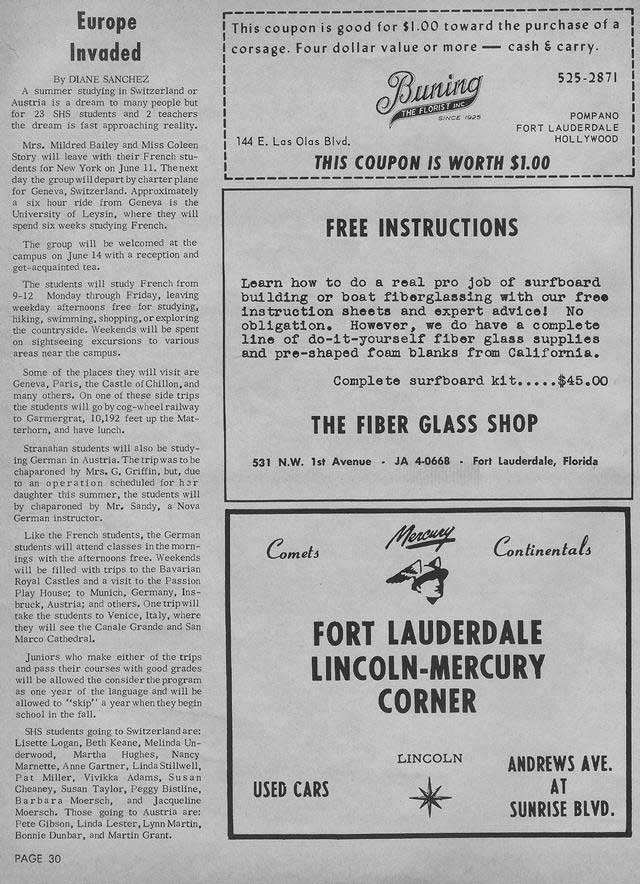 Europe
Invaded
By DIANE SANCHEZ
A summer studying in Switzerland or
Austria is a dream to many people but
for 23 SHS students and 2 teachers
the dream is fast approaching reality.
Mrs. Mildred Bailey and Miss Coleen
Story will leave with their French stu-
dents for New York on June 11. The next
day the group will depart by charter plane
for Geneva, Switzerland. Approximately
a six hour ride from Geneva is the
University of Leysin, where they will
spend six weeks studying French.
The group will be welcomed at the
campus on June 14 with a reception and
get-acquainted tea.
The students will study French from
9-12 Monday through Friday, leaving
weekday afternoons free for studying,
hiking, swimming, shopping, or exploring
the countryside. Weekends will be spent
on sightseeing excursions to various
areas near the campus.
Some of the places they will visit are
Geneva, Paris, the Castle of Chillon, and
many others. On one of these side trips
the students will go by cog-wheel railway
to Garmergrat, 10,192 feet up the Mat-
terhorn, and have lunch.
Stranahan students will also be study-
ing German in Austria. The trip was to be
chaparoned by Mrs. G. Griffin, but, due
to an operation scheduled for her
daughter this summer, the students will
by chaparoned by Mr. Sandy, a Nova
German instructor.
Like the French students, the German
students will attend classes in the morn-
ings with the afternoons free. Weekends
will be filled with trips to the Bavarian
Royal Castles and a visit to the Passion
Play House; to Munich, Germany, Ins-
bruck, Austria; and others. One trip will
take the students to Venice, Italy, where
they will see the Canale Grande and San
Marco Cathedral.
Juniors who make either of the trips
and pass their courses with good grades
will be allowed the consider the program
as one year of the language and will be
allowed to "skip" a year when they begin
school in the fall.
SHS students going to Switzerland are:
Lisette Logan, Beth Keane, Melinda Un-
derwood, Martha Hughes, Nancy
Marnette, Anne Gartner, Linda Stillwell,
Pat Miller, Vivikka Adams, Susan
Cheaney, Susan Taylor, Peggy Bistline,
Barbara Moersch, and Jacqueline
Moersch. Those going to Austria are:
Pete Gibson, Linda Lester, Lynn Martin,
Bonnie Dunbar, and Martin Grant.
PAGE 30
This coupon is good for $1.00 toward the purchase of a
corsage. Four dollar value or more — cash & carry.
Buning
THE FLORIST INC.
SINCE 1925
525-2871
POMPANO
FORT LAUDERDALE
HOLLYWOOD
144 E. Las Olas Blvd.
THIS COUPON IS WORTH $1.00
FREE INSTRUCTIONS
Learn how to do a real pro job of surfboard
building or boat fiberglassing with our free
instruction sheets and expert advice! No
obligation. However, we do have a complete
line of do-it-yourself fiber glass supplies
and pre-shaped foam blanks from California.
Complete surfboard kit.....$45.00
THE FIBER GLASS SHOP
531 N.W. 1st Avenue - JA 4-0668 - Fort Lauderdale, Florida
Comets
Mercury
Continentals
FORT LAUDERDALE
LINCOLN-MERCURY
CORNER
LINCOLN
USED CARS
ANDREWS AVE.
AT
SUNRISE BLVD.